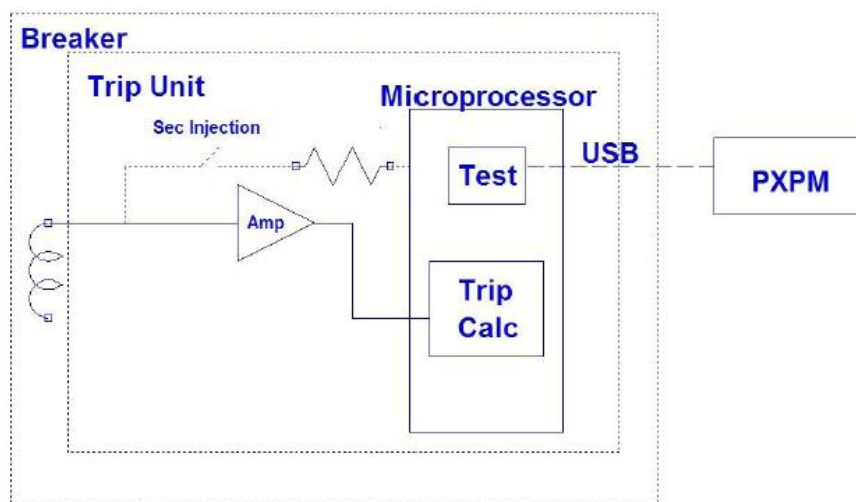 Breaker
Trip Unit
Microprocessor
Sec Injection
Test
USB
PXPM
Amp
Trip
Calc